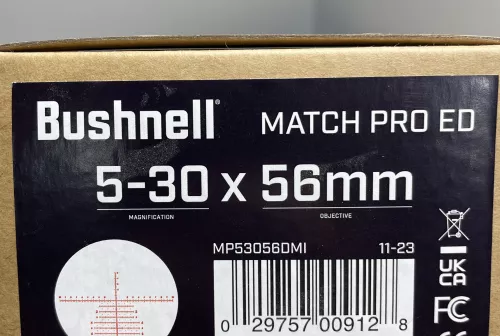 Bushnell® MATCH PRO ED
5-30 x 56mm
MAGNIFICATION OBJECTIVE
MP53056DMI 11-23
UK
CA
FC
0 29757 00912 8